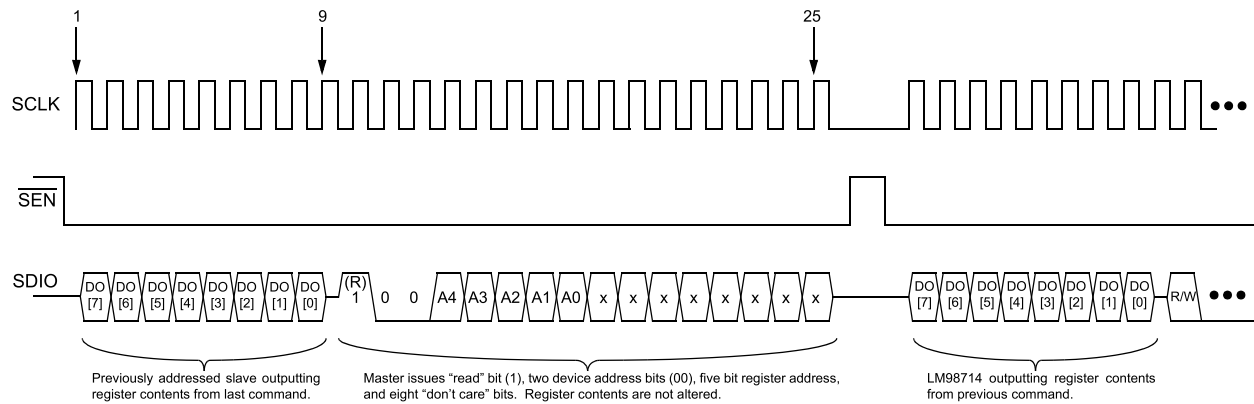 1 9 25
SCLK
SEN
SDIO
DO [7] DO [6] DO [5] DO [4] DO [3] DO [2] DO [1] DO [0] (R) 1 0 0 A4 A3 A2 A1 A0 x x x x x x x x DO [7] DO [6] DO [5] DO [4] DO [3] DO [2] DO [1] DO [0] R/W
Previously addressed slave outputting
register contents from last command.
Master issues “read” bit (1), two device address bits (00), five bit register address,
and eight “don’t care” bits. Register contents are not altered.
LM98714 outputting register contents
from previous command.